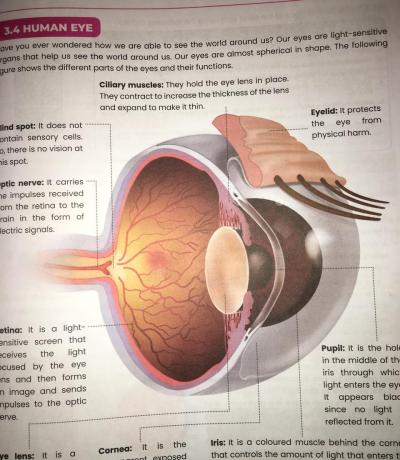 3.4 HUMAN EYE
ave you ever wondered how we are able to see the world around us? Our eyes are light-sensitive
rgans that help us see the world around us. Our eyes are almost spherical in shape. The following
gure shows the different parts of the eyes and their functions.
Ciliary muscles: They hold the eye lens in place.
They contract to increase the thickness of the lens
and expand to make it thin.
Eyelid: It protects
the eye from
physical harm.
lind spot: It does not
ontain sensory cells.
o, there is no vision at
his spot.
ptic nerve: It carries
he impulses received
om the retina to the
rain in the form of
lectric signals.
etina: It is a light-
ensitive screen that
eceives the light
ocused by the eye
ns and then forms
n image and sends
mpulses to the optic
erve.
Pupil: It is the hole
in the middle of the
iris through which
light enters the eye
It appears blac
since no light
reflected from it.
ye lens: It is a
Cornea: It is the
exposed
Iris: It is a coloured muscle behind the corne
that controls the amount of light that enters t